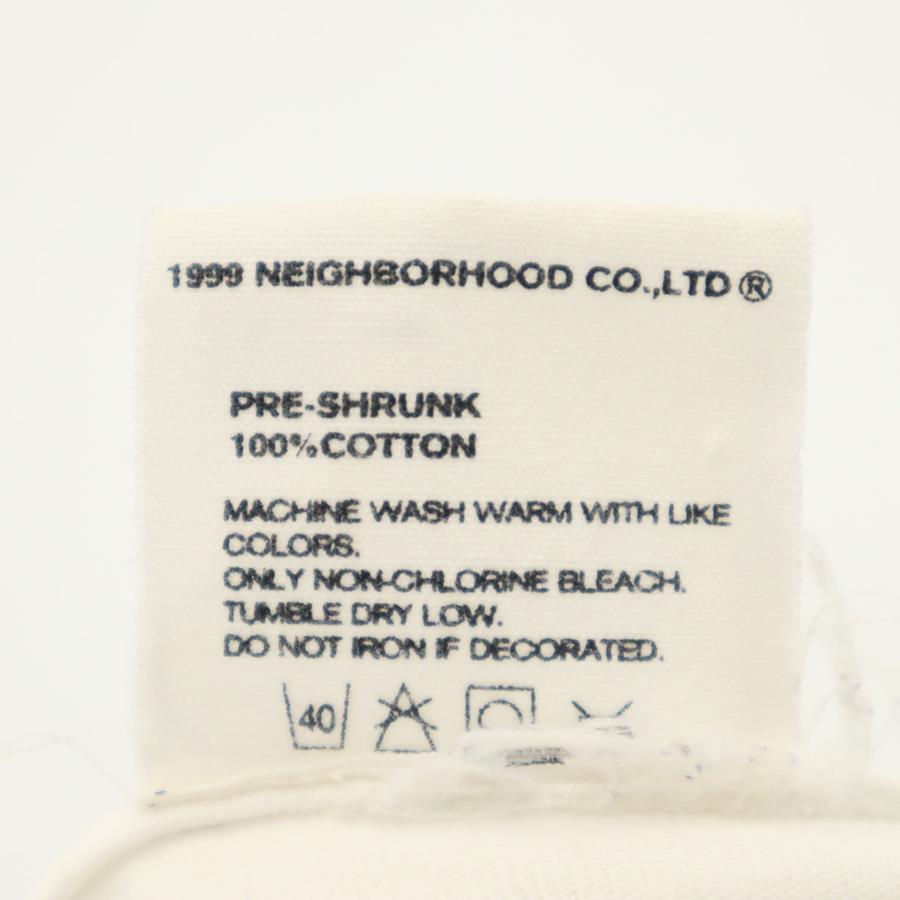 1999 NEIGHBORHOOD CO.,LTD®
PRE-SHRUNK
100%COTTON
MACHINE WASH WARM WITH LIKE
COLORS.
ONLY NON-CHLORINE BLEACH.
TUMBLE DRY LOW.
DO NOT IRON IF DECORATED.
40